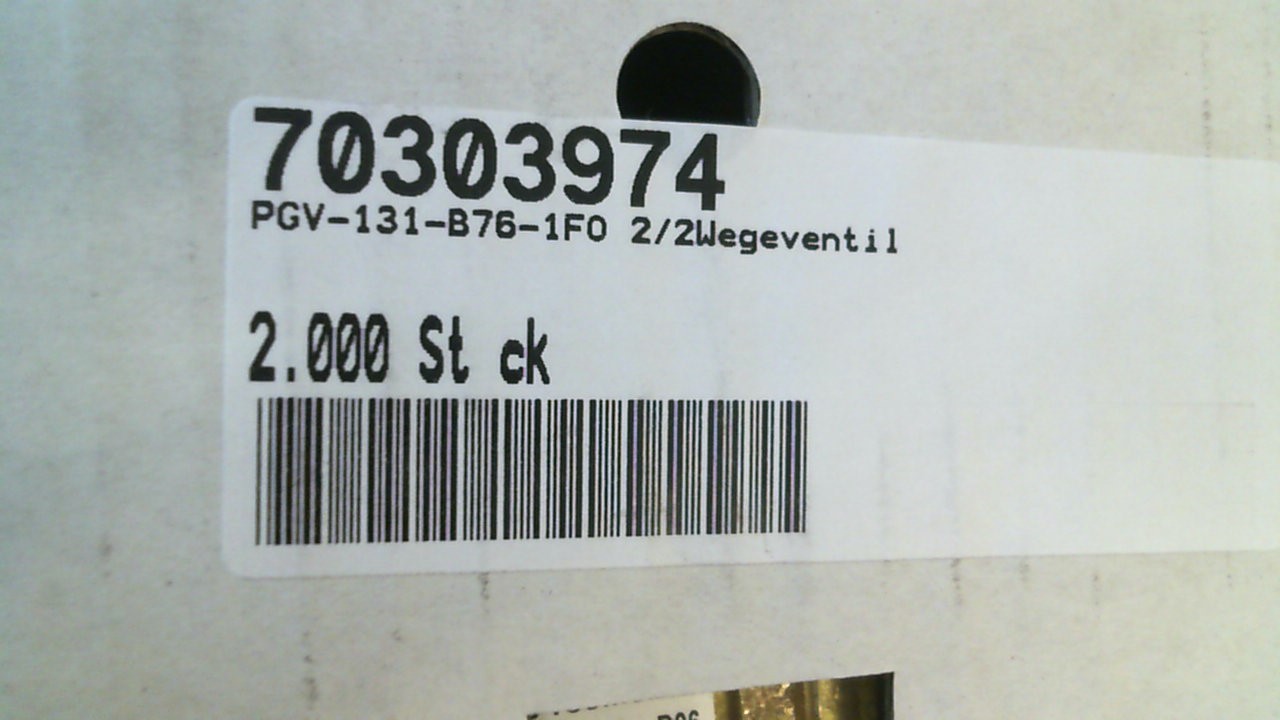 70303974
PGV-131-B76-1F0 2/2Wegeventil
2.000 St ck